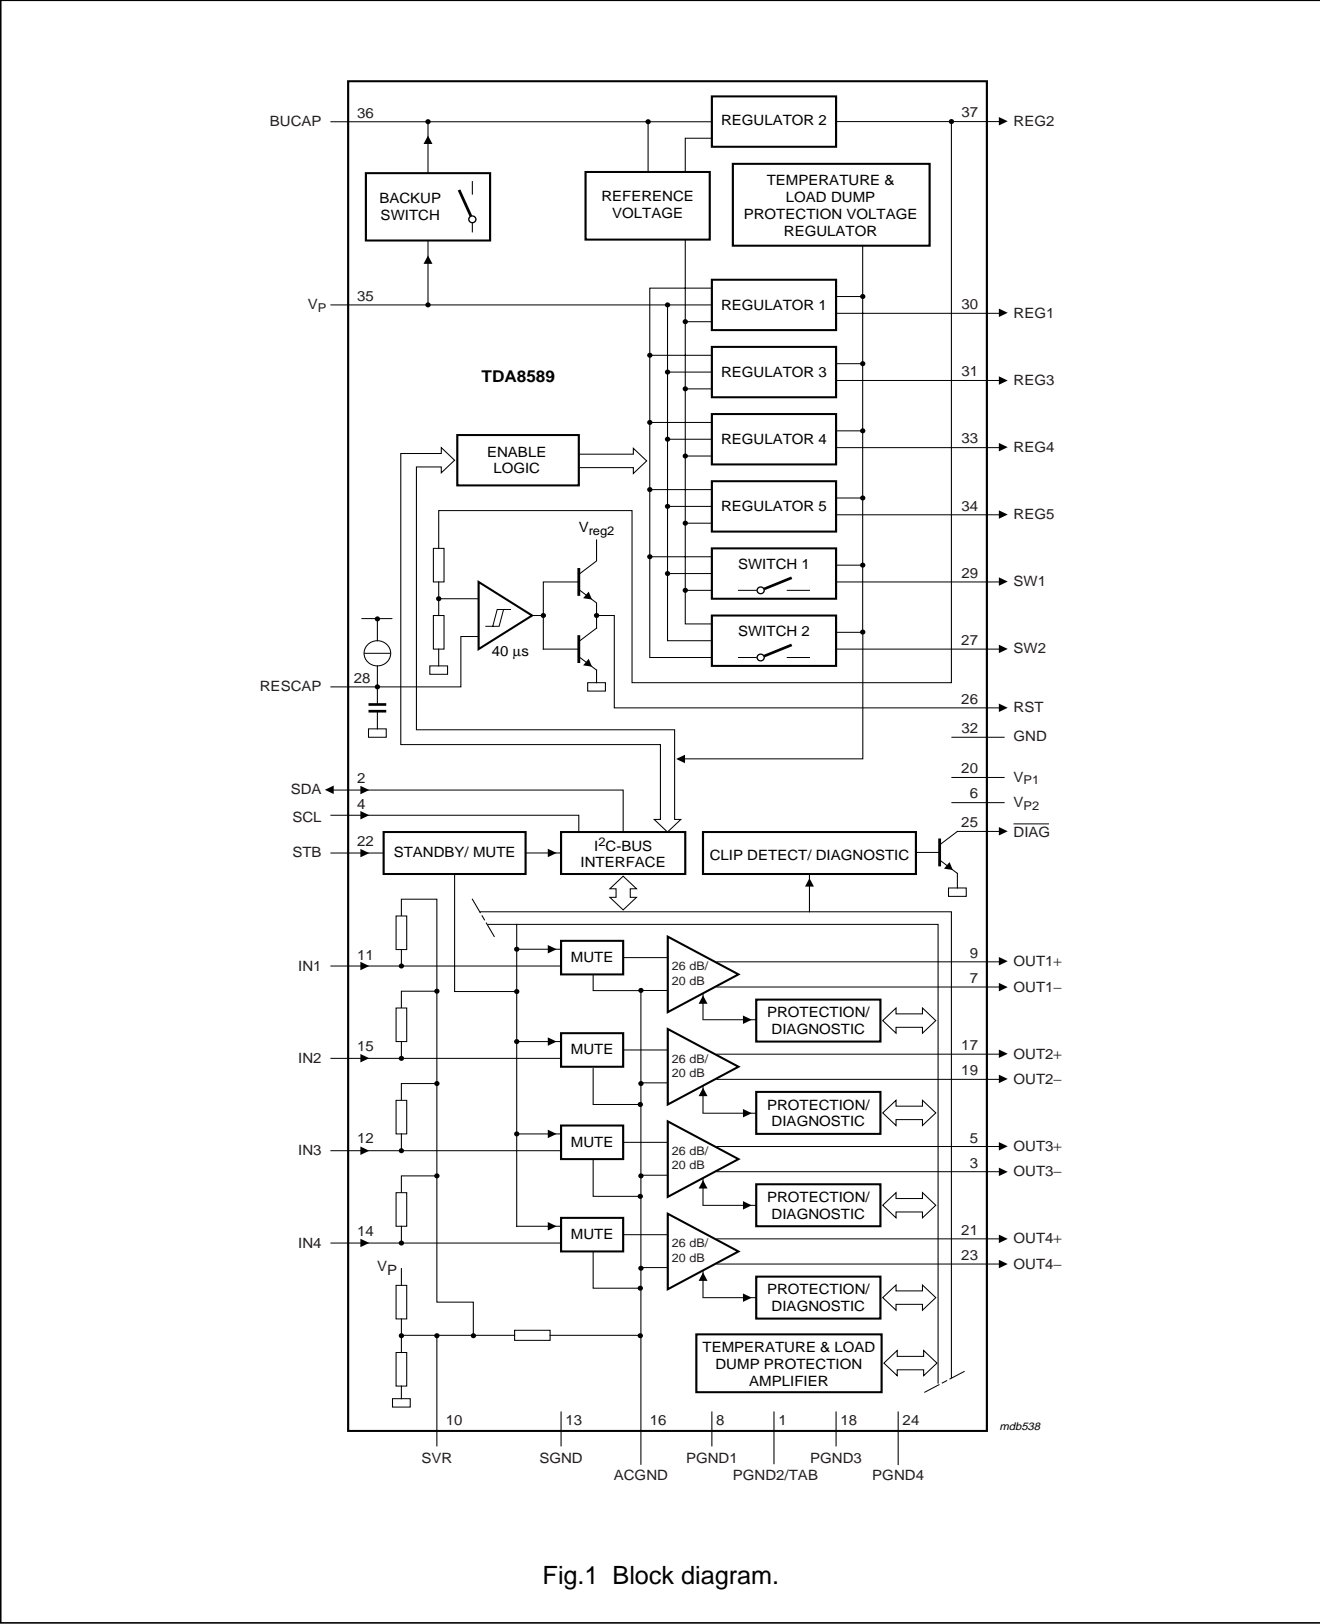 BUCAP 36
REGULATOR 2
37 REG2
BACKUP
SWITCH
REFERENCE
VOLTAGE
TEMPERATURE &
LOAD DUMP
PROTECTION VOLTAGE
REGULATOR
VP 35
REGULATOR 1
30 REG1
TDA8589
REGULATOR 3
31 REG3
ENABLE
LOGIC
REGULATOR 4
33 REG4
REGULATOR 5
34 REG5
Vreg2
SWITCH 1
29 SW1
40 µs
SWITCH 2
27 SW2
RESCAP 28
26 RST
32 GND
20 VP1
6 VP2
25 DIAG
SDA 2
SCL 4
STB 22
STANDBY/ MUTE
I2C-BUS
INTERFACE
CLIP DETECT/ DIAGNOSTIC
IN1 11
MUTE
26 dB/
20 dB
9 OUT1+
7 OUT1−
PROTECTION/
DIAGNOSTIC
IN2 15
MUTE
26 dB/
20 dB
17 OUT2+
19 OUT2−
PROTECTION/
DIAGNOSTIC
IN3 12
MUTE
26 dB/
20 dB
5 OUT3+
3 OUT3−
PROTECTION/
DIAGNOSTIC
IN4 14
MUTE
26 dB/
20 dB
21 OUT4+
23 OUT4−
VP
PROTECTION/
DIAGNOSTIC
TEMPERATURE & LOAD
DUMP PROTECTION
AMPLIFIER
10 13 16 8 1 18 24
mdb538
SVR SGND PGND1 PGND3
ACGND PGND2/TAB PGND4
Fig.1 Block diagram.